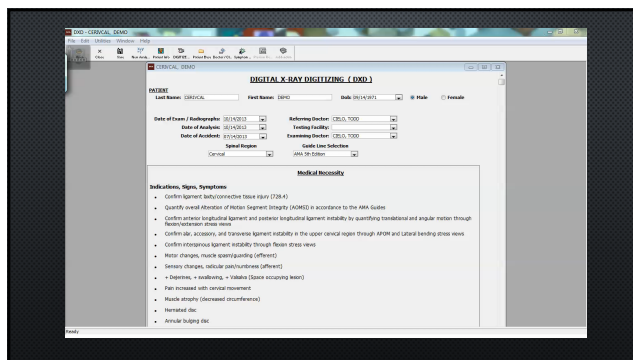 DXD - CERIVCAL, DEMO
File Edit Utilities Window Help
Close
CERIVCAL, DEMO
DIGITAL X-RAY DIGITIZING ( DXD )
PATIENT
Last Name: CERIVCAL First Name: DEMO Dob: 09/14/1971 Male Female
Date of Exam / Radiographs: 10/14/2013 Referring Doctor: CIELO, TODD
Date of Analysis: 10/14/2013 Testing Facility:
Date of Accident: 07/14/2013 Examining Doctor: CIELO, TODD
Spinal Region Guide Line Selection
Cervical AMA 5th Edition
Medical Necessity
Indications, Signs, Symptoms
• Confirm ligament laxity/connective tissue injury (728.4)
• Quantify overall Alteration of Motion Segment Integrity (AOMSI) in accordance to the AMA Guides
• Confirm anterior longitudinal ligament and posterior longitudinal ligament instability by quantifying translational and angular motion through
flexion/extension stress views
• Confirm alar, accessory, and transverse ligament instability in the upper cervical region through APOM and Lateral bending stress views
• Confirm interspinous ligament instability through flexion stress views
• Motor changes, muscle spasm/guarding (efferent)
• Sensory changes, radicular pain/numbness (afferent)
• + Dejerines, + swallowing, + Valsalva (Space occupying lesion)
• Pain increased with cervical movement
• Muscle atrophy (decreased circumference)
• Herniated disc
• Annular bulging disc
Ready